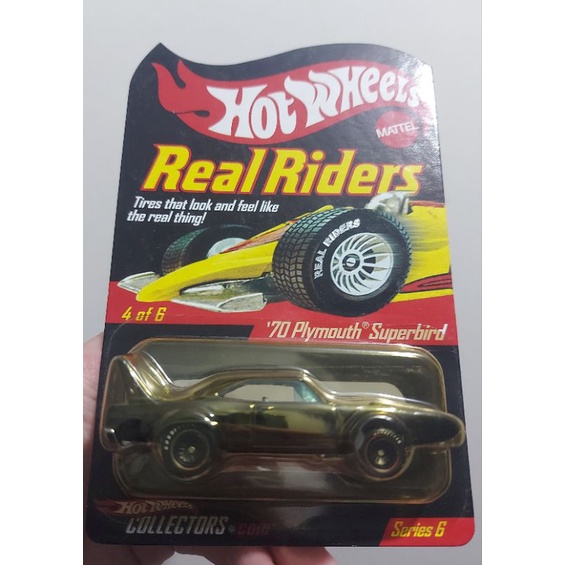 Hot Wheels
MATTEL
Real Riders
Tires that look and feel like
the real thing!
REAL RIDERS
4 of 6
'70 Plymouth® Superbird
Hot Wheels
COLLECTORS.COM
Series 6